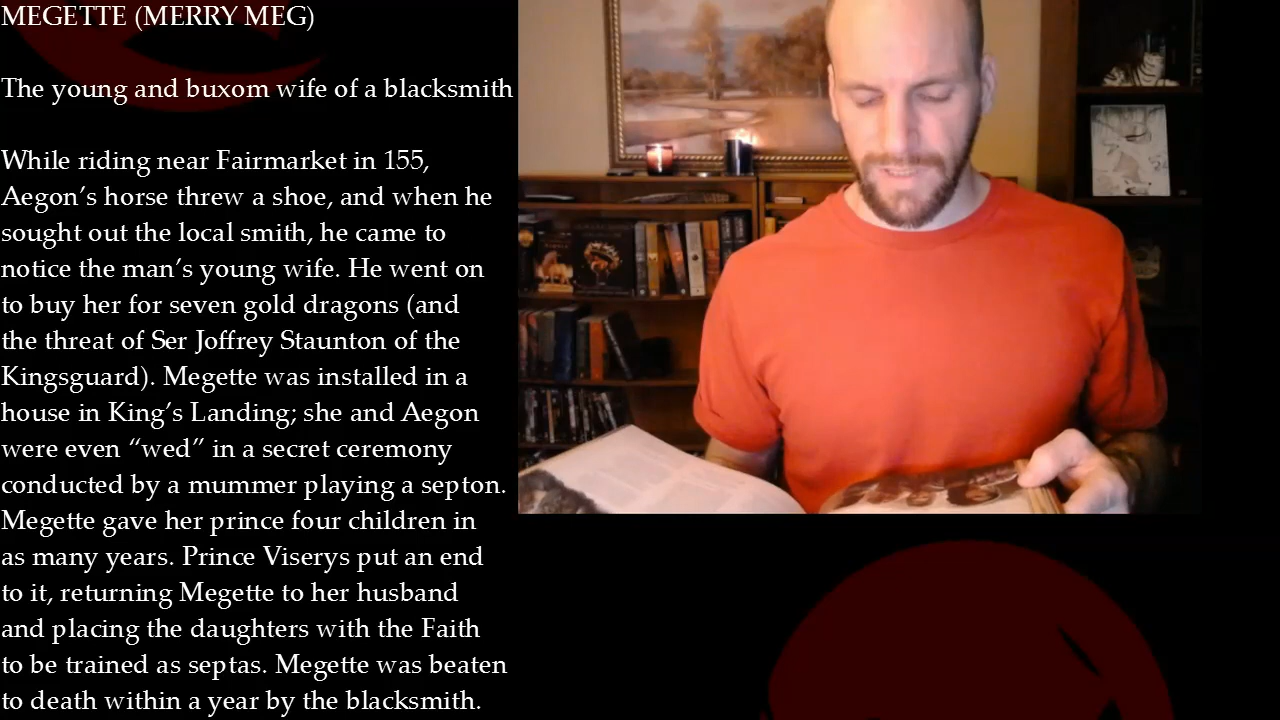 MEGETTE (MERRY MEG)
The young and buxom wife of a blacksmith
While riding near Fairmarket in 155,
Aegon’s horse threw a shoe, and when he
sought out the local smith, he came to
notice the man’s young wife. He went on
to buy her for seven gold dragons (and
the threat of Ser Joffrey Staunton of the
Kingsguard). Megette was installed in a
house in King’s Landing; she and Aegon
were even “wed” in a secret ceremony
conducted by a mummer playing a septon.
Megette gave her prince four children in
as many years. Prince Viserys put an end
to it, returning Megette to her husband
and placing the daughters with the Faith
to be trained as septas. Megette was beaten
to death within a year by the blacksmith.